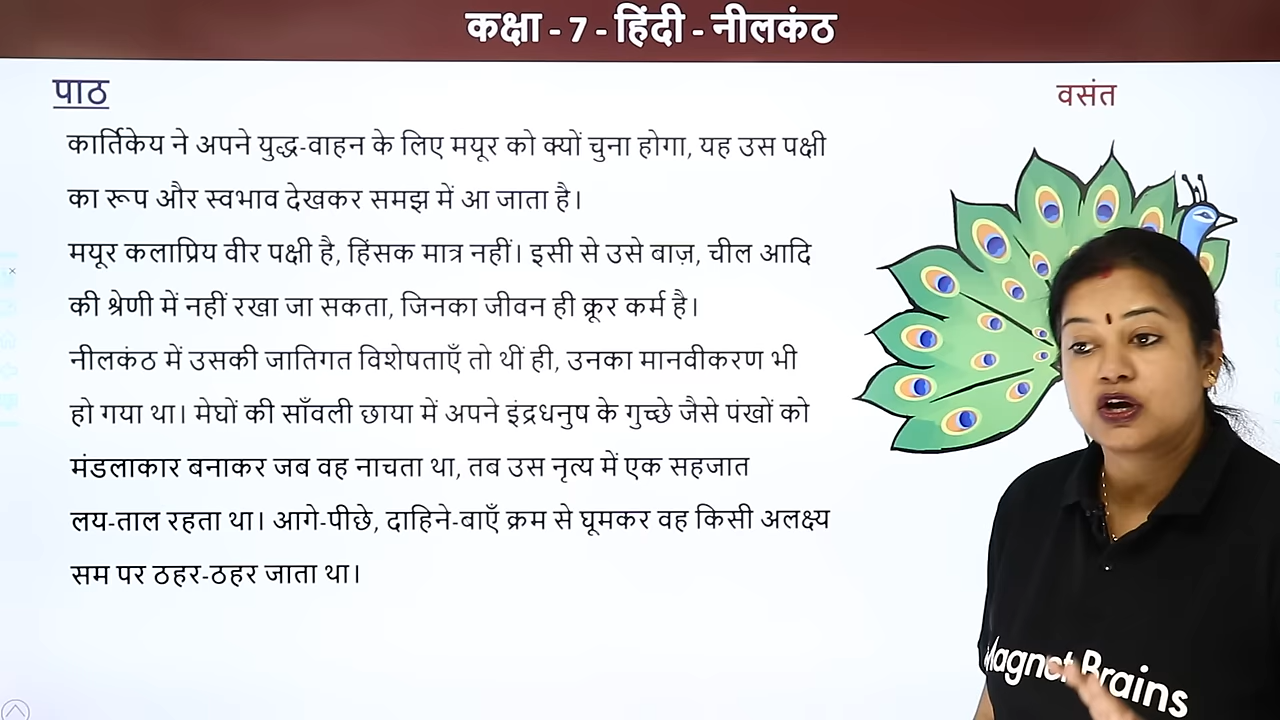 कक्षा - 7 - हिंदी - नीलकंठ
पाठ
वसंत
कार्तिकेय ने अपने युद्ध-वाहन के लिए मयूर को क्यों चुना होगा, यह उस पक्षी
का रूप और स्वभाव देखकर समझ में आ जाता है।
मयूर कलाप्रिय वीर पक्षी है, हिंसक मात्र नहीं। इसी से उसे बाज़, चील आदि
की श्रेणी में नहीं रखा जा सकता, जिनका जीवन ही क्रूर कर्म है।
नीलकंठ में उसकी जातिगत विशेषताएँ तो थीं ही, उनका मानवीकरण भी
हो गया था। मेघों की साँवली छाया में अपने इंद्रधनुष के गुच्छे जैसे पंखों को
मंडलाकार बनाकर जब वह नाचता था, तब उस नृत्य में एक सहजात
लय-ताल रहता था। आगे-पीछे, दाहिने-बाएँ क्रम से घूमकर वह किसी अलक्ष्य
सम पर ठहर-ठहर जाता था।
Magnet Brains